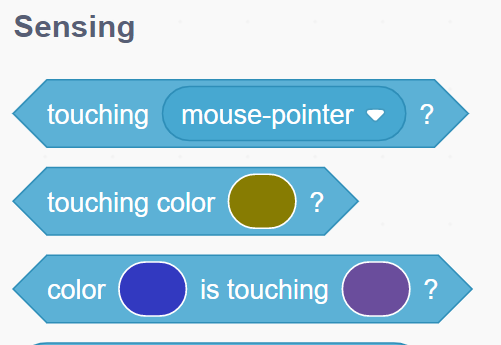 Sensing
touching mouse-pointer ?
touching color ?
color is touching ?